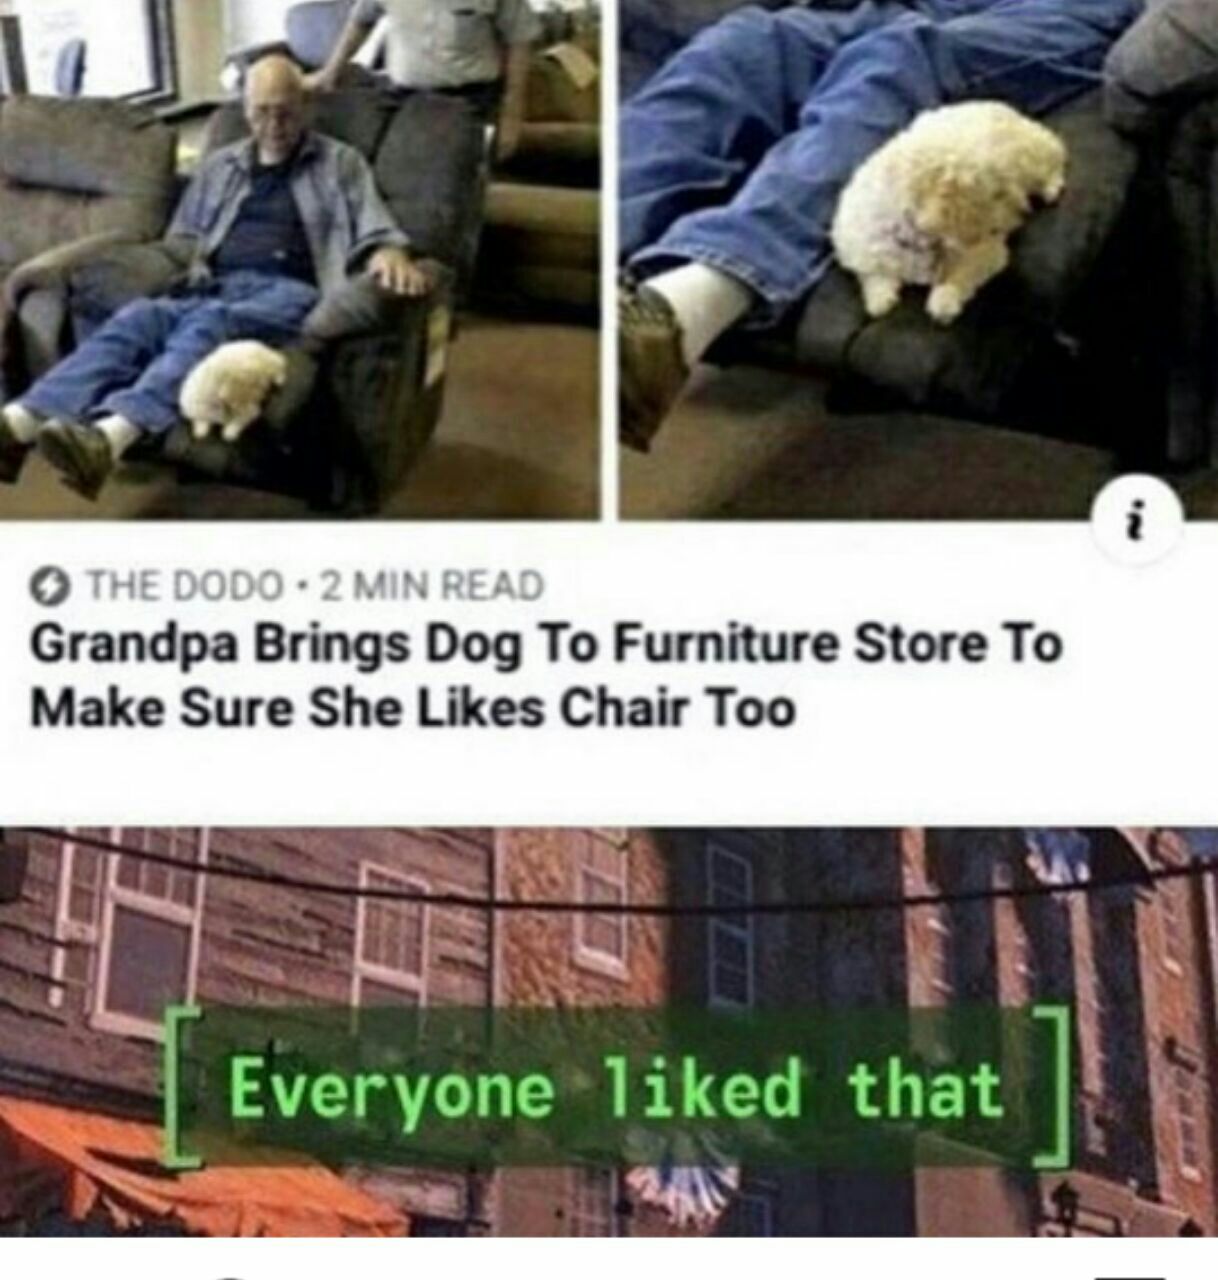 THE DODO • 2 MIN READ
Grandpa Brings Dog To Furniture Store To
Make Sure She Likes Chair Too
i
[Everyone liked that]